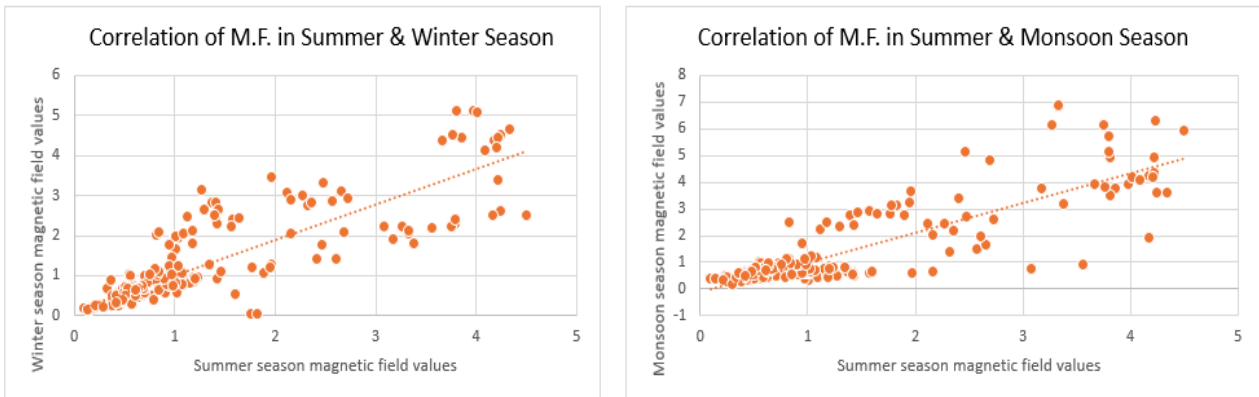 Correlation of M.F. in Summer & Winter Season
Winter season magnetic field values
6
5
4
3
2
1
0
0 1 2 3 4 5
Summer season magnetic field values
Correlation of M.F. in Summer & Monsoon Season
Monsoon season magnetic field values
8
7
6
5
4
3
2
1
0
-1
0 1 2 3 4 5
Summer season magnetic field values